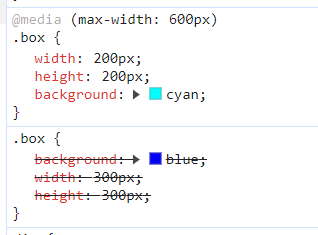 @media (max-width: 600px)
.box {
width: 200px;
height: 200px;
background: cyan;
}
.box {
background: blue;
width: 300px;
height: 300px;
}